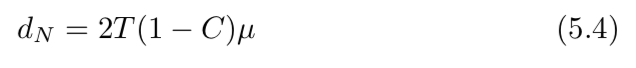 d_N = 2T(1 − C)μ (5.4)